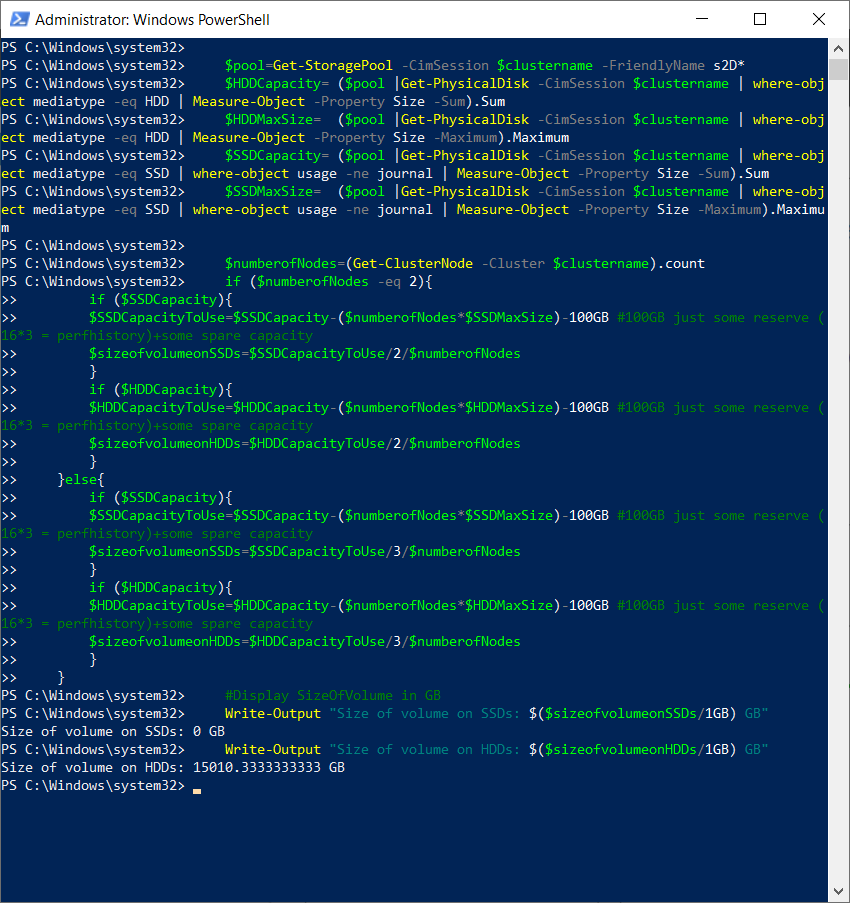 Administrator: Windows PowerShell
PS C:\Windows\system32>
PS C:\Windows\system32>     $pool=Get-StoragePool -CimSession $clustername -FriendlyName s2D*
PS C:\Windows\system32>     $HDDCapacity= ($pool |Get-PhysicalDisk -CimSession $clustername | where-obj
ect mediatype -eq HDD | Measure-Object -Property Size -Sum).Sum
PS C:\Windows\system32>     $HDDMaxSize=  ($pool |Get-PhysicalDisk -CimSession $clustername | where-obj
ect mediatype -eq HDD | Measure-Object -Property Size -Maximum).Maximum
PS C:\Windows\system32>     $SSDCapacity= ($pool |Get-PhysicalDisk -CimSession $clustername | where-obj
ect mediatype -eq SSD | where-object usage -ne journal | Measure-Object -Property Size -Sum).Sum
PS C:\Windows\system32>     $SSDMaxSize=  ($pool |Get-PhysicalDisk -CimSession $clustername | where-obj
ect mediatype -eq SSD | where-object usage -ne journal | Measure-Object -Property Size -Maximum).Maximu
m
PS C:\Windows\system32>
PS C:\Windows\system32>     $numberofNodes=(Get-ClusterNode -Cluster $clustername).count
PS C:\Windows\system32>     if ($numberofNodes -eq 2){
>>         if ($SSDCapacity){
>>         $SSDCapacityToUse=$SSDCapacity-($numberofNodes*$SSDMaxSize)-100GB #100GB just some reserve (
16*3 = perfhistory)+some spare capacity
>>         $sizeofvolumeonSSDs=$SSDCapacityToUse/2/$numberofNodes
>>         }
>>         if ($HDDCapacity){
>>         $HDDCapacityToUse=$HDDCapacity-($numberofNodes*$HDDMaxSize)-100GB #100GB just some reserve (
16*3 = perfhistory)+some spare capacity
>>         $sizeofvolumeonHDDs=$HDDCapacityToUse/2/$numberofNodes
>>         }
>>     }else{
>>         if ($SSDCapacity){
>>         $SSDCapacityToUse=$SSDCapacity-($numberofNodes*$SSDMaxSize)-100GB #100GB just some reserve (
16*3 = perfhistory)+some spare capacity
>>         $sizeofvolumeonSSDs=$SSDCapacityToUse/3/$numberofNodes
>>         }
>>         if ($HDDCapacity){
>>         $HDDCapacityToUse=$HDDCapacity-($numberofNodes*$HDDMaxSize)-100GB #100GB just some reserve (
16*3 = perfhistory)+some spare capacity
>>         $sizeofvolumeonHDDs=$HDDCapacityToUse/3/$numberofNodes
>>         }
>>     }
PS C:\Windows\system32>     #Display SizeOfVolume in GB
PS C:\Windows\system32>     Write-Output "Size of volume on SSDs: $($sizeofvolumeonSSDs/1GB) GB"
Size of volume on SSDs: 0 GB
PS C:\Windows\system32>     Write-Output "Size of volume on HDDs: $($sizeofvolumeonHDDs/1GB) GB"
Size of volume on HDDs: 15010.3333333333 GB
PS C:\Windows\system32>